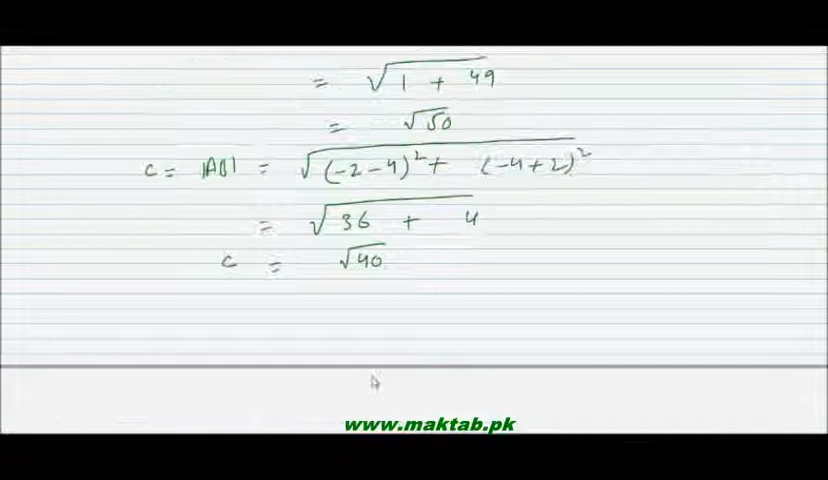 = √1 + 49
= √50
c = |AB| = √(-2-4)² + (-4+2)²
= √36 + 4
c = √40
www.maktab.pk